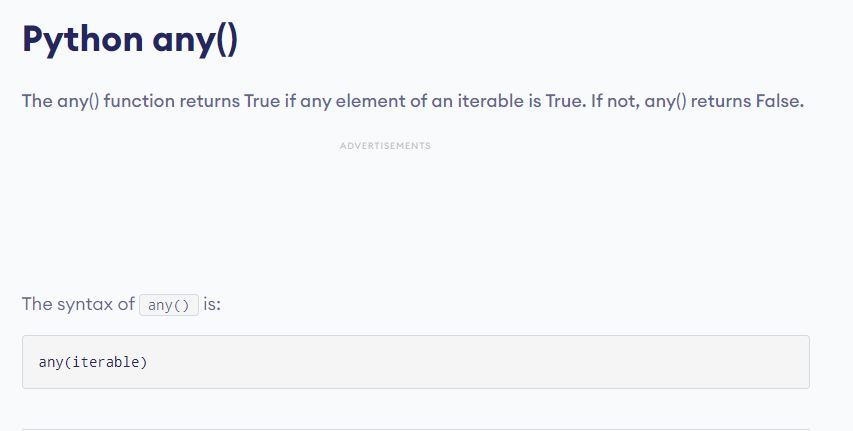 Python any()
The any() function returns True if any element of an iterable is True. If not, any() returns False.
ADVERTISEMENTS
The syntax of any() is:
any(iterable)